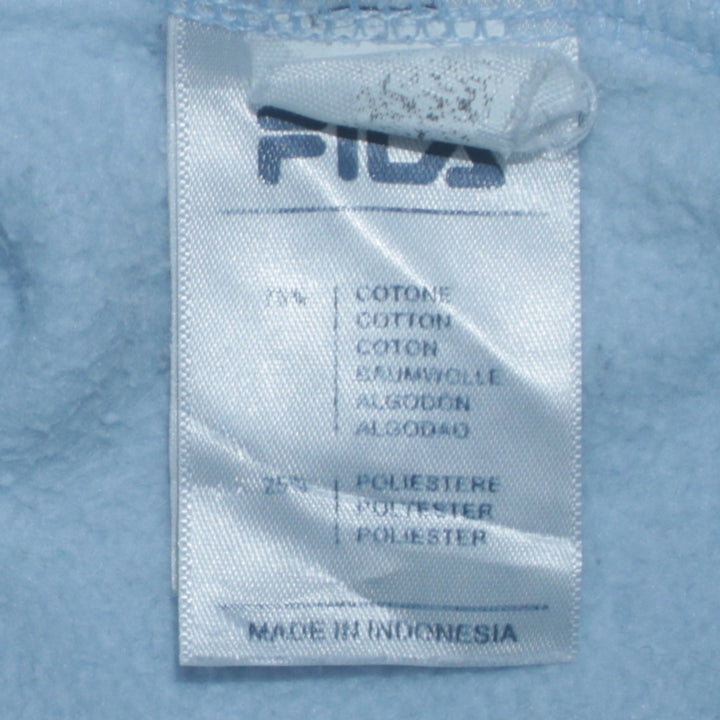 FILA
75% COTONE
COTTON
COTON
BAUMWOLLE
ALGODON
ALGODAO
25% POLIESTERE
POLYESTER
POLIESTER
MADE IN INDONESIA